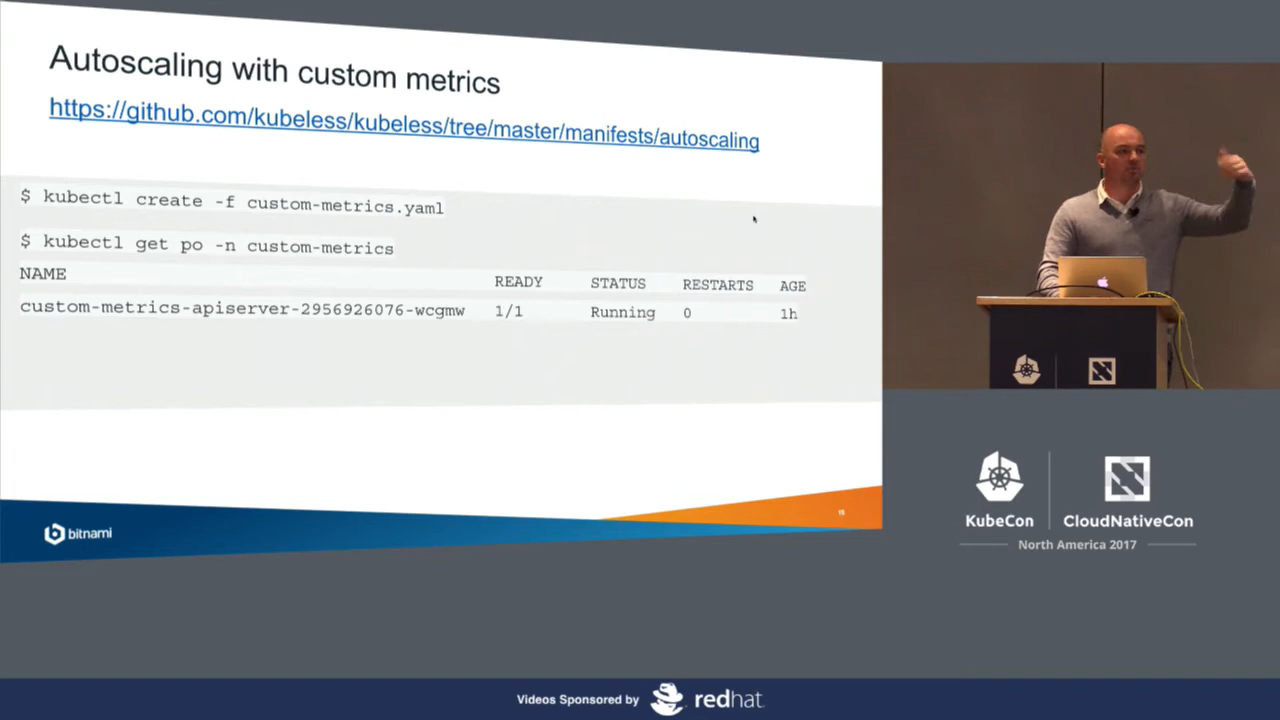 Autoscaling with custom metrics
https://github.com/kubeless/kubeless/tree/master/manifests/autoscaling
$ kubectl create -f custom-metrics.yaml
$ kubectl get po -n custom-metrics
NAME READY STATUS RESTARTS AGE
custom-metrics-apiserver-2956926076-wcgmw 1/1 Running 0 1h
bitnami
KubeCon CloudNativeCon
North America 2017
Videos Sponsored by redhat.